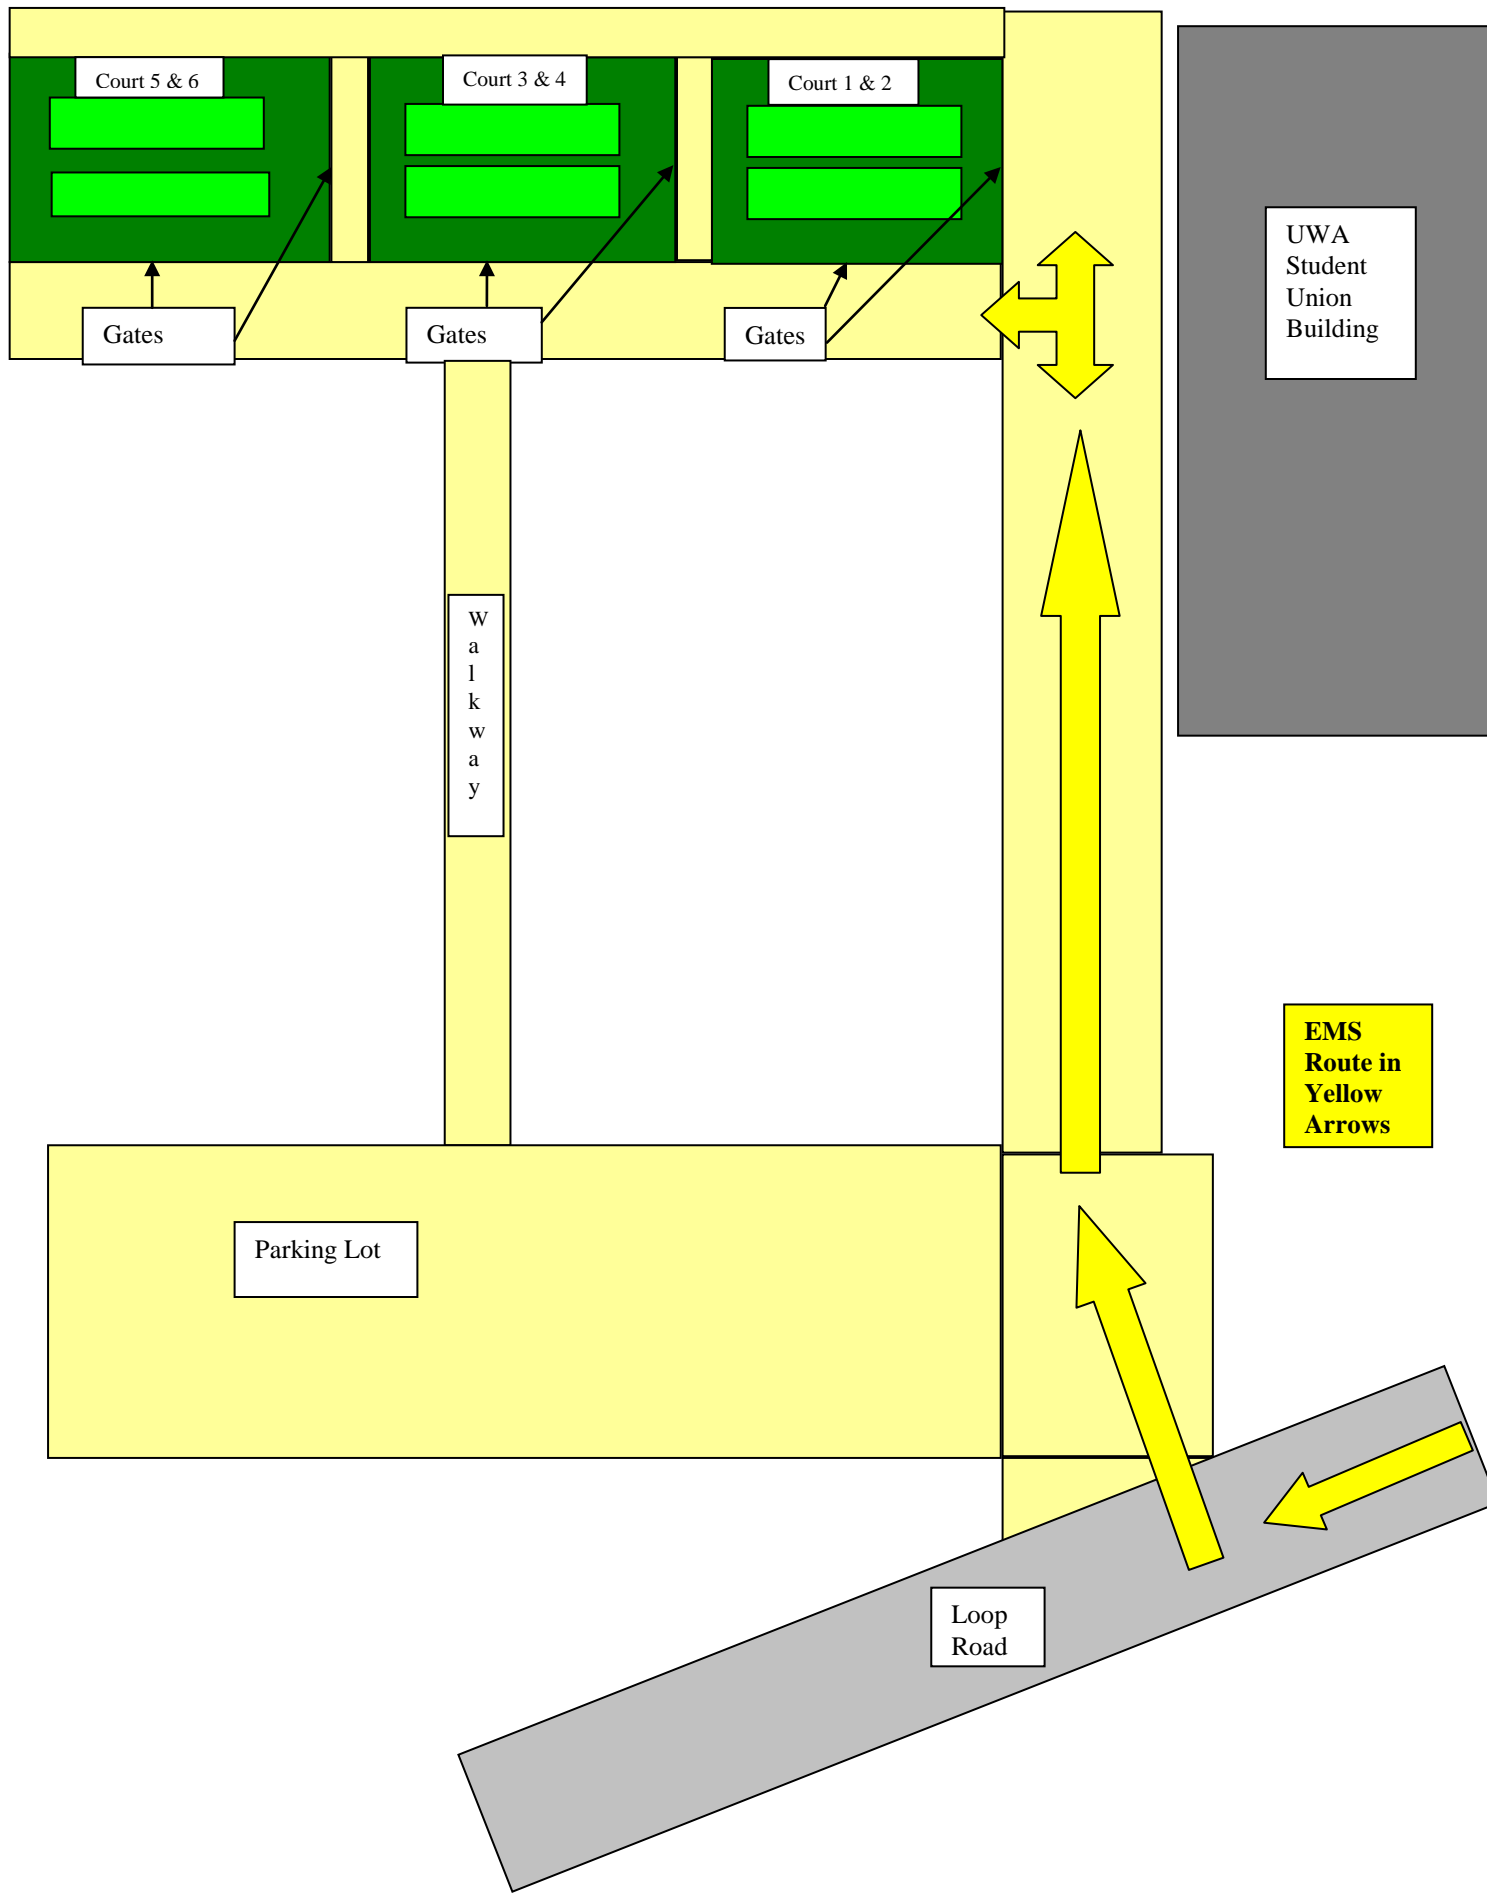 Court 5 & 6
Court 3 & 4
Court 1 & 2
UWA
Student
Union
Building
Gates
Gates
Gates
W
a
l
k
w
a
y
EMS
Route in
Yellow
Arrows
Parking Lot
Loop
Road